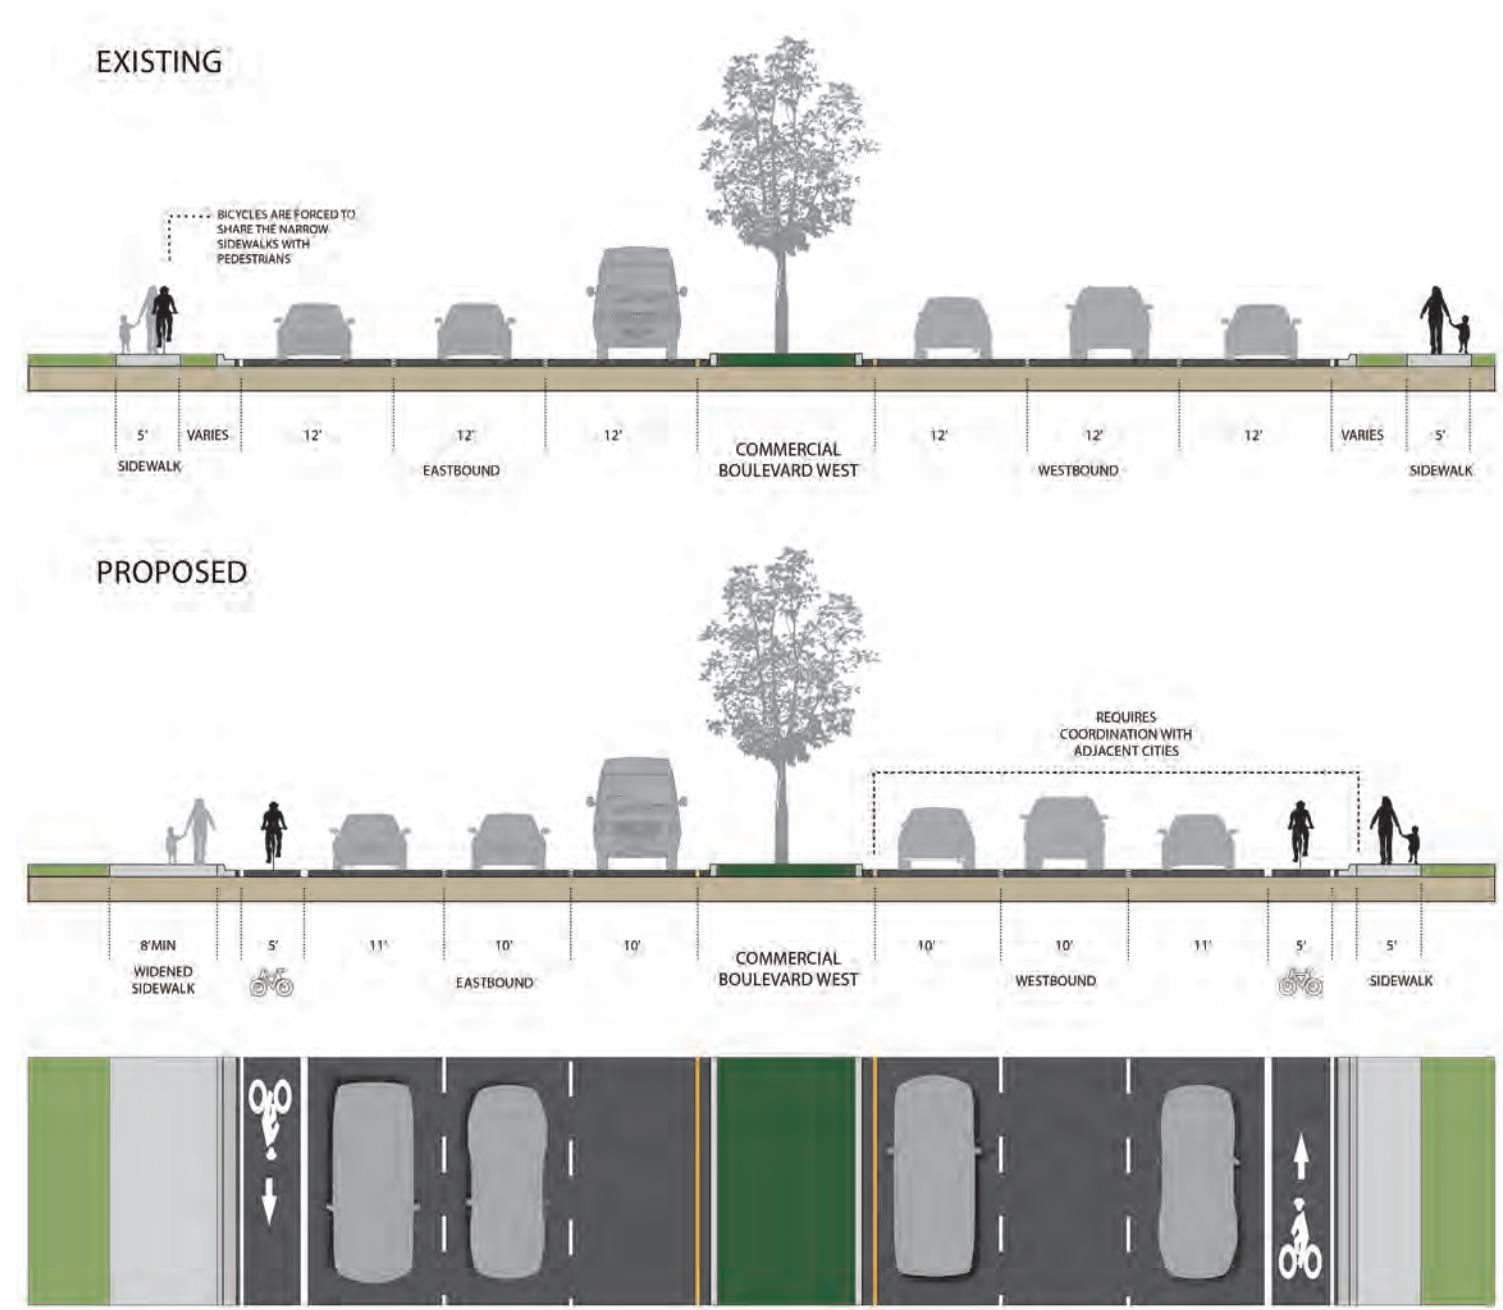 EXISTING
BICYCLES ARE FORCED TO
SHARE THE NARROW
SIDEWALKS WITH
PEDESTRIANS
5' VARIES 12' 12' 12' 12' 12' 12' VARIES 5'
SIDEWALK EASTBOUND COMMERCIAL WESTBOUND SIDEWALK
BOULEVARD WEST
PROPOSED
REQUIRES
COORDINATION WITH
ADJACENT CITIES
8'MIN 5' 11' 10' 10' 10' 10' 11' 5' 5'
WIDENED
SIDEWALK
EASTBOUND
COMMERCIAL
BOULEVARD WEST
WESTBOUND
SIDEWALK